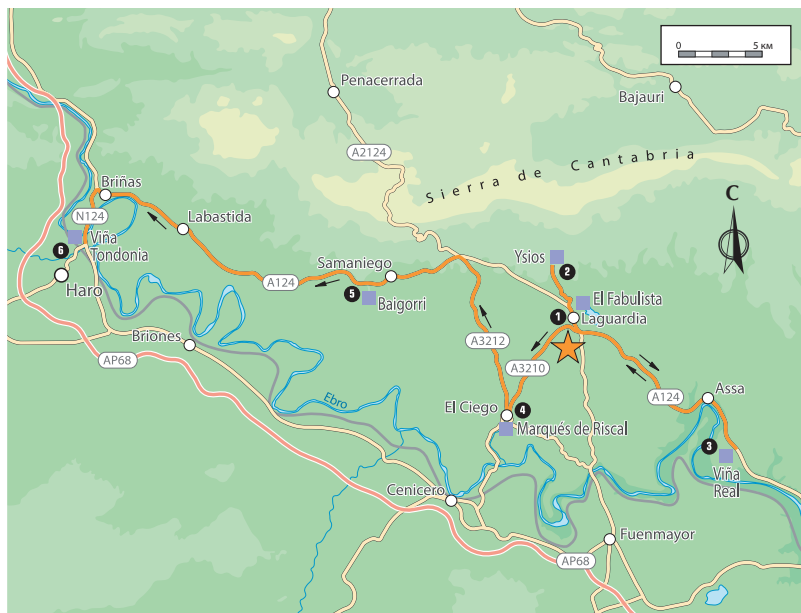 0
5 км
Penacerrada
Bajauri
A2124
Sierra de Cantabria
С
Briñas
N124
Labastida
Viña
Tondonia
6
Haro
Ysios
2
Samaniego
A124
5
Baigorri
El Fabulista
1
Laguardia
Briones
A3212
A3210
AP68
Ebro
El Ciego
4
Marqués de Riscal
A124
Assa
3
Viña
Real
Cenicero
Fuenmayor
AP68